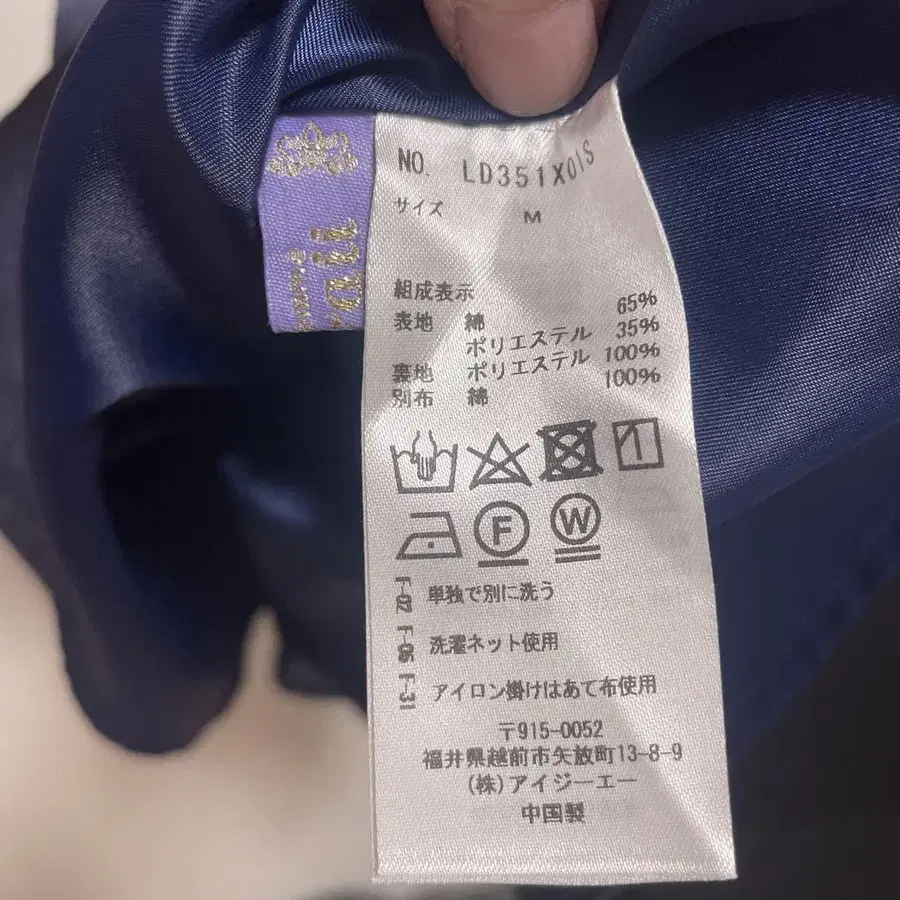 NO. LD351X01S
サイズ M
組成表示
表地 綿 65%
ポリエステル 35%
裏地 ポリエステル 100%
別布 綿 100%
F
W
F-07 単独で別に洗う
F-06 洗濯ネット使用
F-31 アイロン掛けはあて布使用
〒915-0052
福井県越前市矢放町13-8-9
(株)アイジーエー
中国製